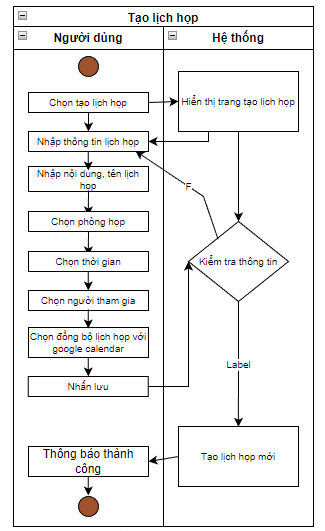 Tạo lịch họp
Người dùng
Hệ thống
Chọn tạo lịch họp
Hiển thị trang tạo lịch họp
Nhập thông tin lịch họp
Nhập nội dung, tên lịch
họp
F
Chọn phòng họp
Chọn thời gian
Kiểm tra thông tin
Chọn người tham gia
Chọn đồng bộ lịch họp với
google calendar
Label
Nhấn lưu
Thông báo thành
công
Tạo lịch họp mới